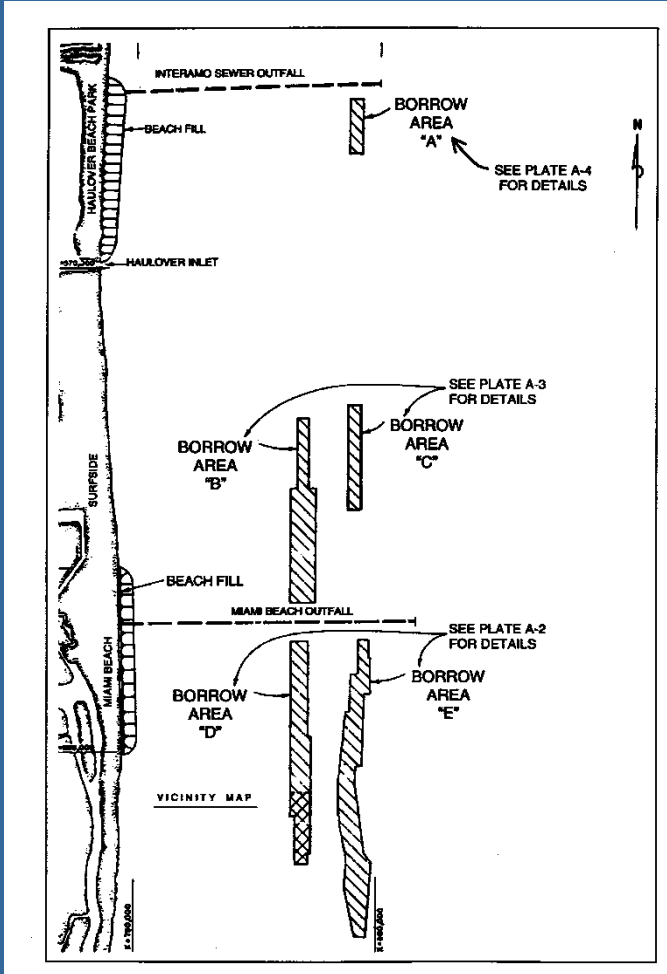 INTERAMO SEWER OUTFALL
BORROW
AREA
"A"
HAULOVER BEACH PARK
BEACH FILL
N
SEE PLATE A-4
FOR DETAILS
HAULOVER INLET
SEE PLATE A-3
FOR DETAILS
BORROW
AREA
"B"
BORROW
AREA
"C"
SURFSIDE
BEACH FILL
MIAMI BEACH OUTFALL
SEE PLATE A-2
FOR DETAILS
MIAMI BEACH
BORROW
AREA
"D"
BORROW
AREA
"E"
VICINITY MAP